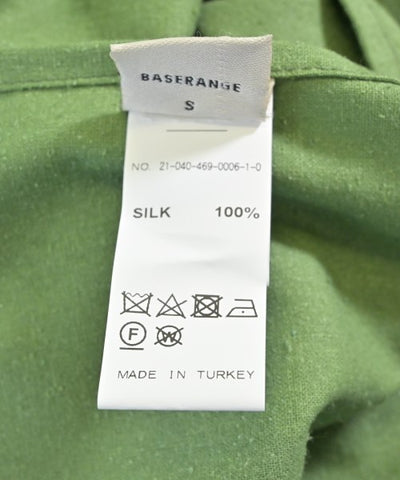 BASERANGE
S
NO. 21-040-469-0006-1-0
SILK 100%
F W
MADE IN TURKEY